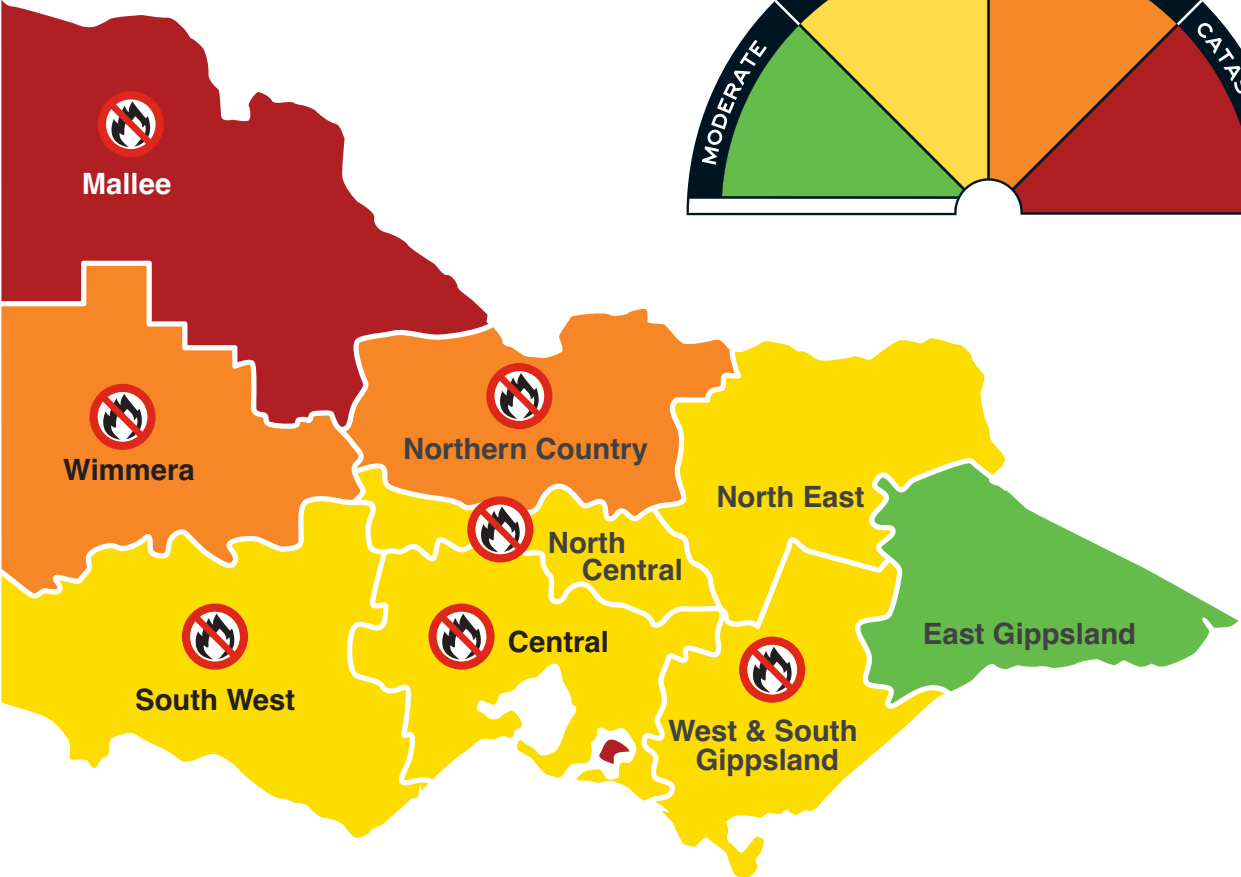 MODERATE
Mallee
Northern Country
Wimmera
North East
North
Central
East Gippsland
Central
South West
West & South
Gippsland